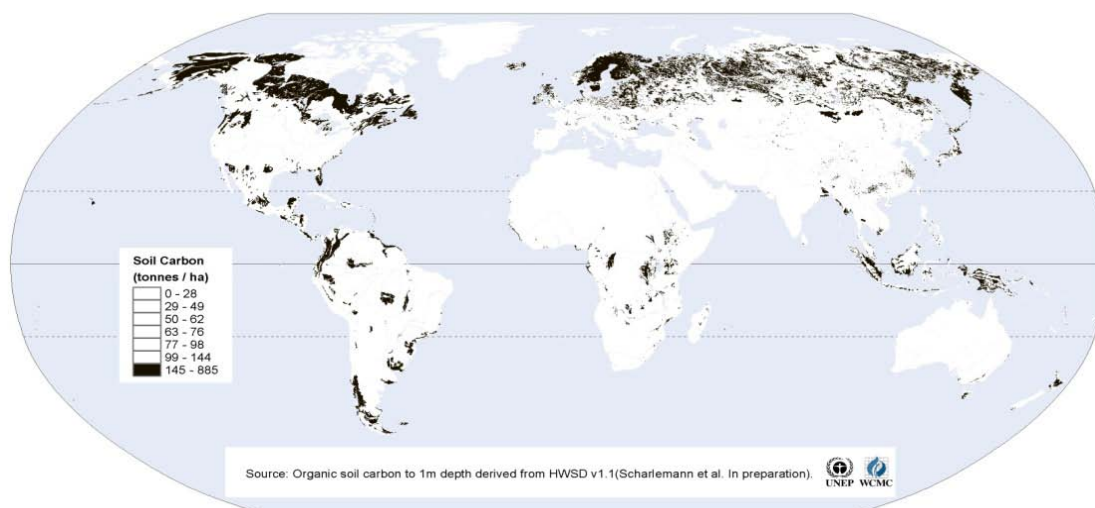 Soil Carbon
(tonnes / ha)
0 - 28
29 - 49
50 - 62
63 - 76
77 - 98
99 - 144
145 - 885
Source: Organic soil carbon to 1m depth derived from HWSD v1.1(Scharlemann et al. In preparation).
UNEP WCMC